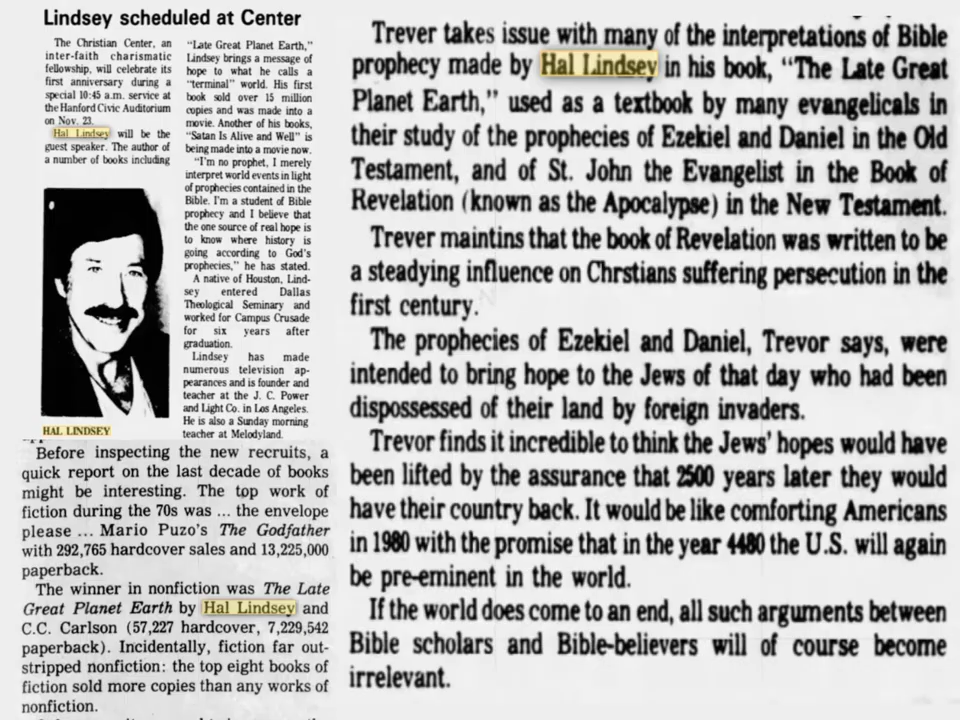 Lindsey scheduled at Center
The Christian Center, an
inter-faith charismatic
fellowship, will celebrate its
first anniversary during a
special 10:45 a.m. service at
the Hanford Civic Auditorium
on Nov. 23.
Hal Lindsey will be the
guest speaker. The author of
a number of books including
HAL LINDSEY
"Late Great Planet Earth,"
Lindsey brings a message of
hope to what he calls a
"terminal" world. His first
book sold over 15 million
copies and was made into a
movie. Another of his books,
"Satan Is Alive and Well" is
being made into a movie now.
"I'm no prophet, I merely
interpret world events in light
of prophecies contained in the
Bible. I'm a student of Bible
prophecy and I believe that
the one source of real hope is
to know where history is
going according to God's
prophecies," he has stated.
A native of Houston, Lind-
sey entered Dallas
Theological Seminary and
worked for Campus Crusade
for six years after
graduation.
Lindsey has made
numerous television ap-
pearances and is founder and
teacher at the J. C. Power
and Light Co. in Los Angeles.
He is also a Sunday morning
teacher at Melodyland.
Before inspecting the new recruits, a
quick report on the last decade of books
might be interesting. The top work of
fiction during the 70s was ... the envelope
please ... Mario Puzo's The Godfather
with 292,765 hardcover sales and 13,225,000
paperback.
The winner in nonfiction was The Late
Great Planet Earth by Hal Lindsey and
C.C. Carlson (57,227 hardcover, 7,229,542
paperback). Incidentally, fiction far out-
stripped nonfiction: the top eight books of
fiction sold more copies than any works of
nonfiction.
Trever takes issue with many of the interpretations of Bible
prophecy made by Hal Lindsey in his book, "The Late Great
Planet Earth," used as a textbook by many evangelicals in
their study of the prophecies of Ezekiel and Daniel in the Old
Testament, and of St. John the Evangelist in the Book of
Revelation (known as the Apocalypse) in the New Testament.
Trever maintins that the book of Revelation was written to be
a steadying influence on Chrstians suffering persecution in the
first century.
The prophecies of Ezekiel and Daniel, Trevor says, were
intended to bring hope to the Jews of that day who had been
dispossessed of their land by foreign invaders.
Trevor finds it incredible to think the Jews' hopes would have
been lifted by the assurance that 2500 years later they would
have their country back. It would be like comforting Americans
in 1980 with the promise that in the year 4480 the U.S. will again
be pre-eminent in the world.
If the world does come to an end, all such arguments between
Bible scholars and Bible-believers will of course become
irrelevant.